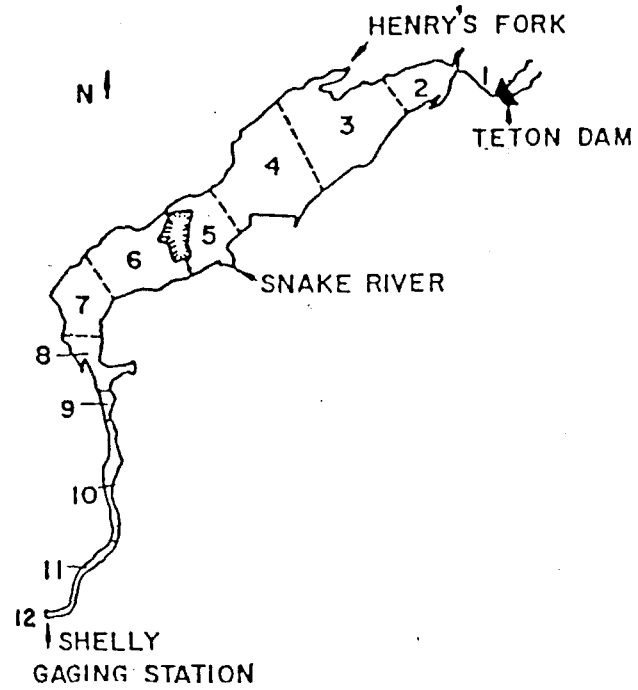 HENRY'S FORK
N
1
2
TETON DAM
3
4
5
6
SNAKE RIVER
7
8
9
10
11
12
SHELLY
GAGING STATION